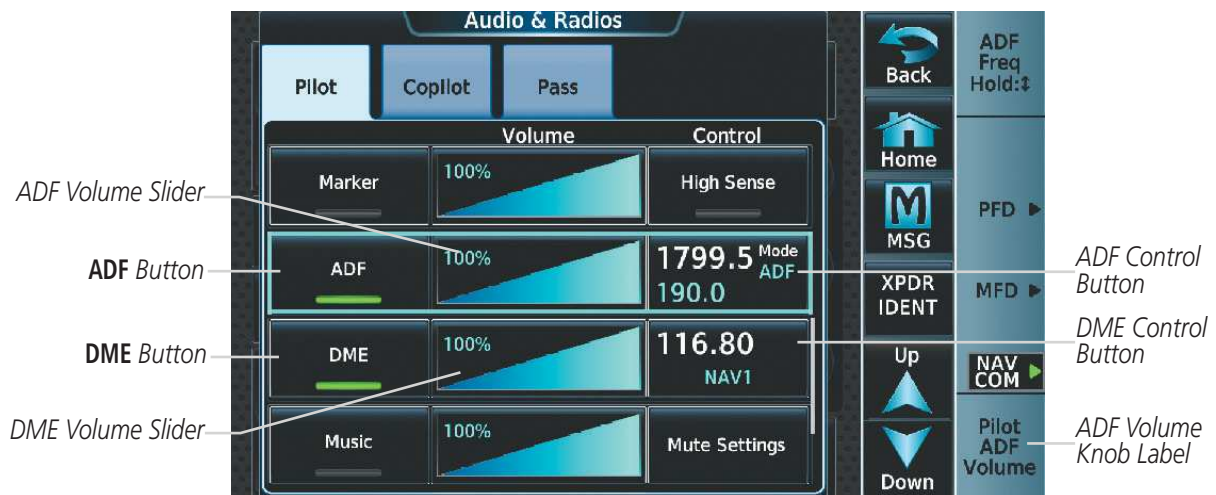 Audio & Radios
Pilot
Copilot
Pass
Volume
Control
Marker
100%
High Sense
ADF
100%
1799.5 Mode
ADF
190.0
DME
100%
116.80
NAV1
Music
100%
Mute Settings
Back
Home
MSG
XPDR
IDENT
Up
Down
ADF
Freq
Hold:↕
PFD
MFD
NAV
COM
Pilot
ADF
Volume
ADF Volume Slider
ADF Button
DME Button
DME Volume Slider
ADF Control
Button
DME Control
Button
ADF Volume
Knob Label